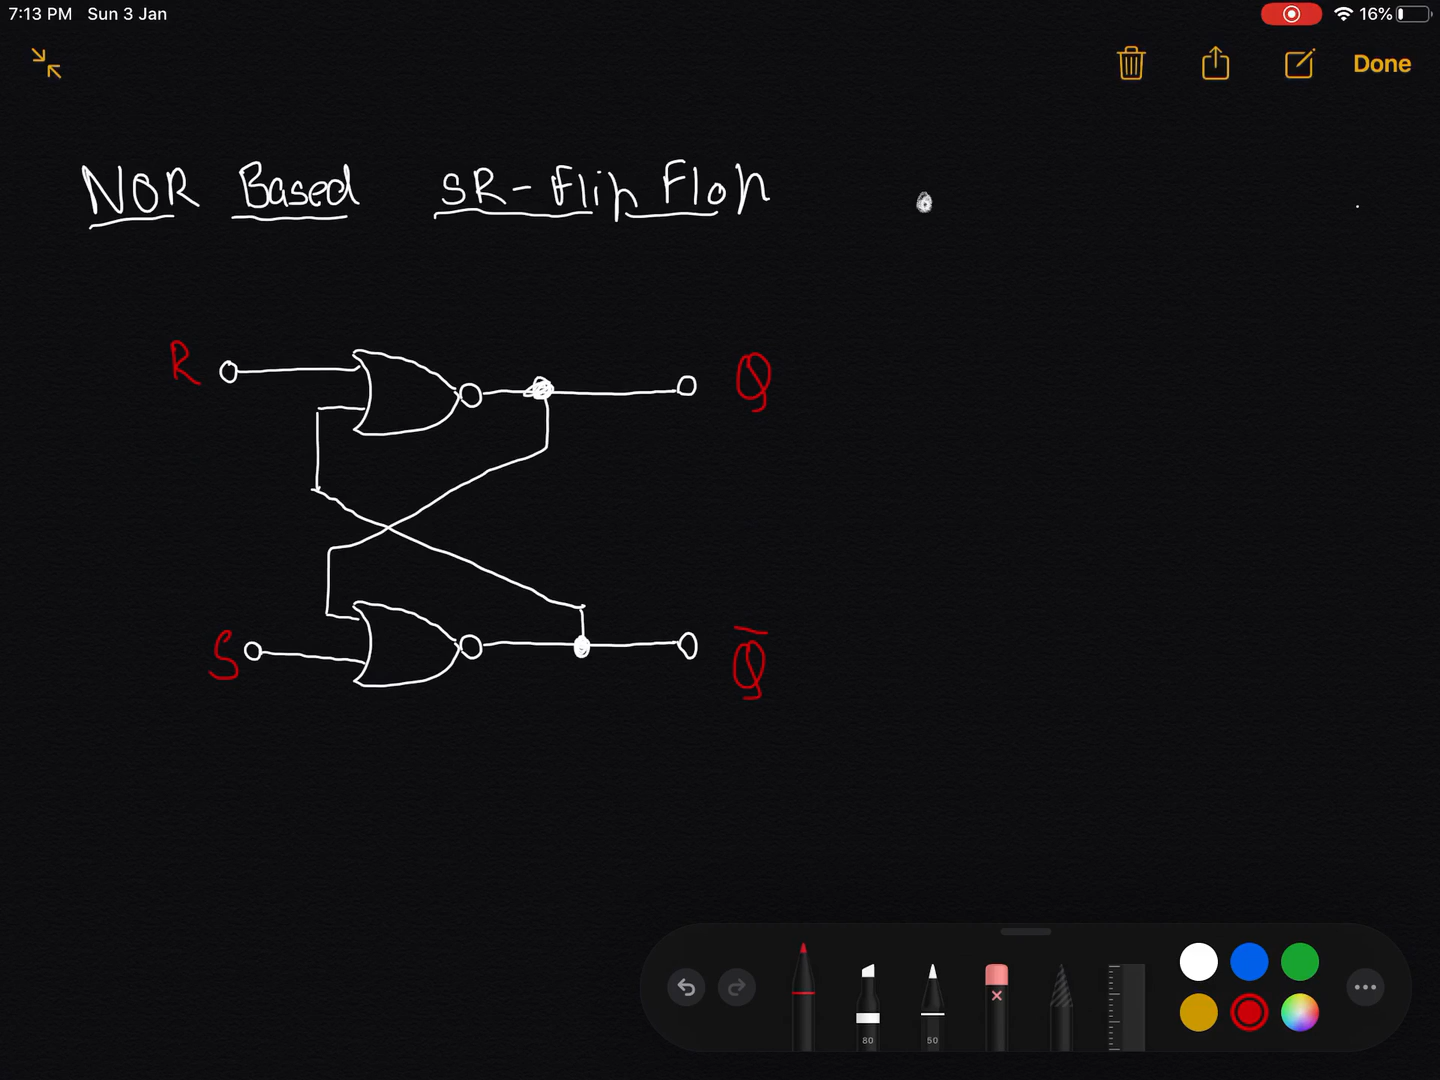 7:13 PM Sun 3 Jan 16%
Done
NOR Based SR-Flip Flop
R Q
S Q̅
80 50